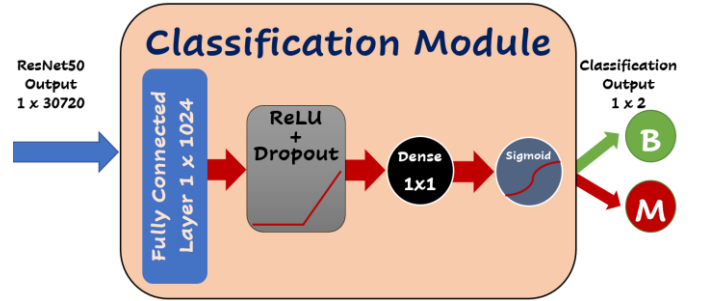 Classification Module
ResNet50
Output
1 x 30720
Fully Connected
Layer 1 x 1024
ReLU
+
Dropout
Dense
1x1
Sigmoid
Classification
Output
1 x 2
B
M